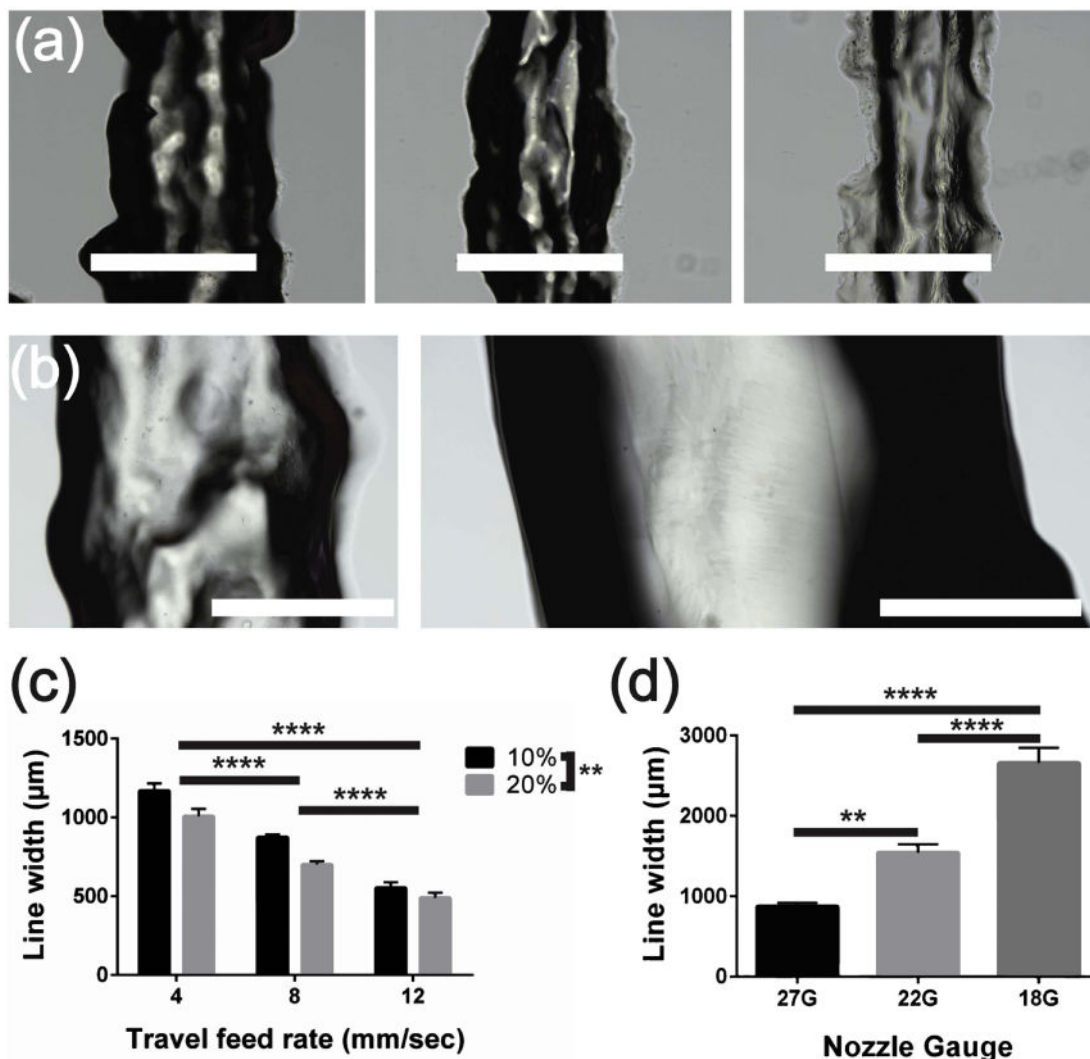 (a)
(b)
(c)
1500
1000
500
0
Line width (µm)
****
****
****
10%
20%
**
4
8
12
Travel feed rate (mm/sec)
(d)
3000
2000
1000
0
Line width (µm)
****
****
**
27G
22G
18G
Nozzle Gauge